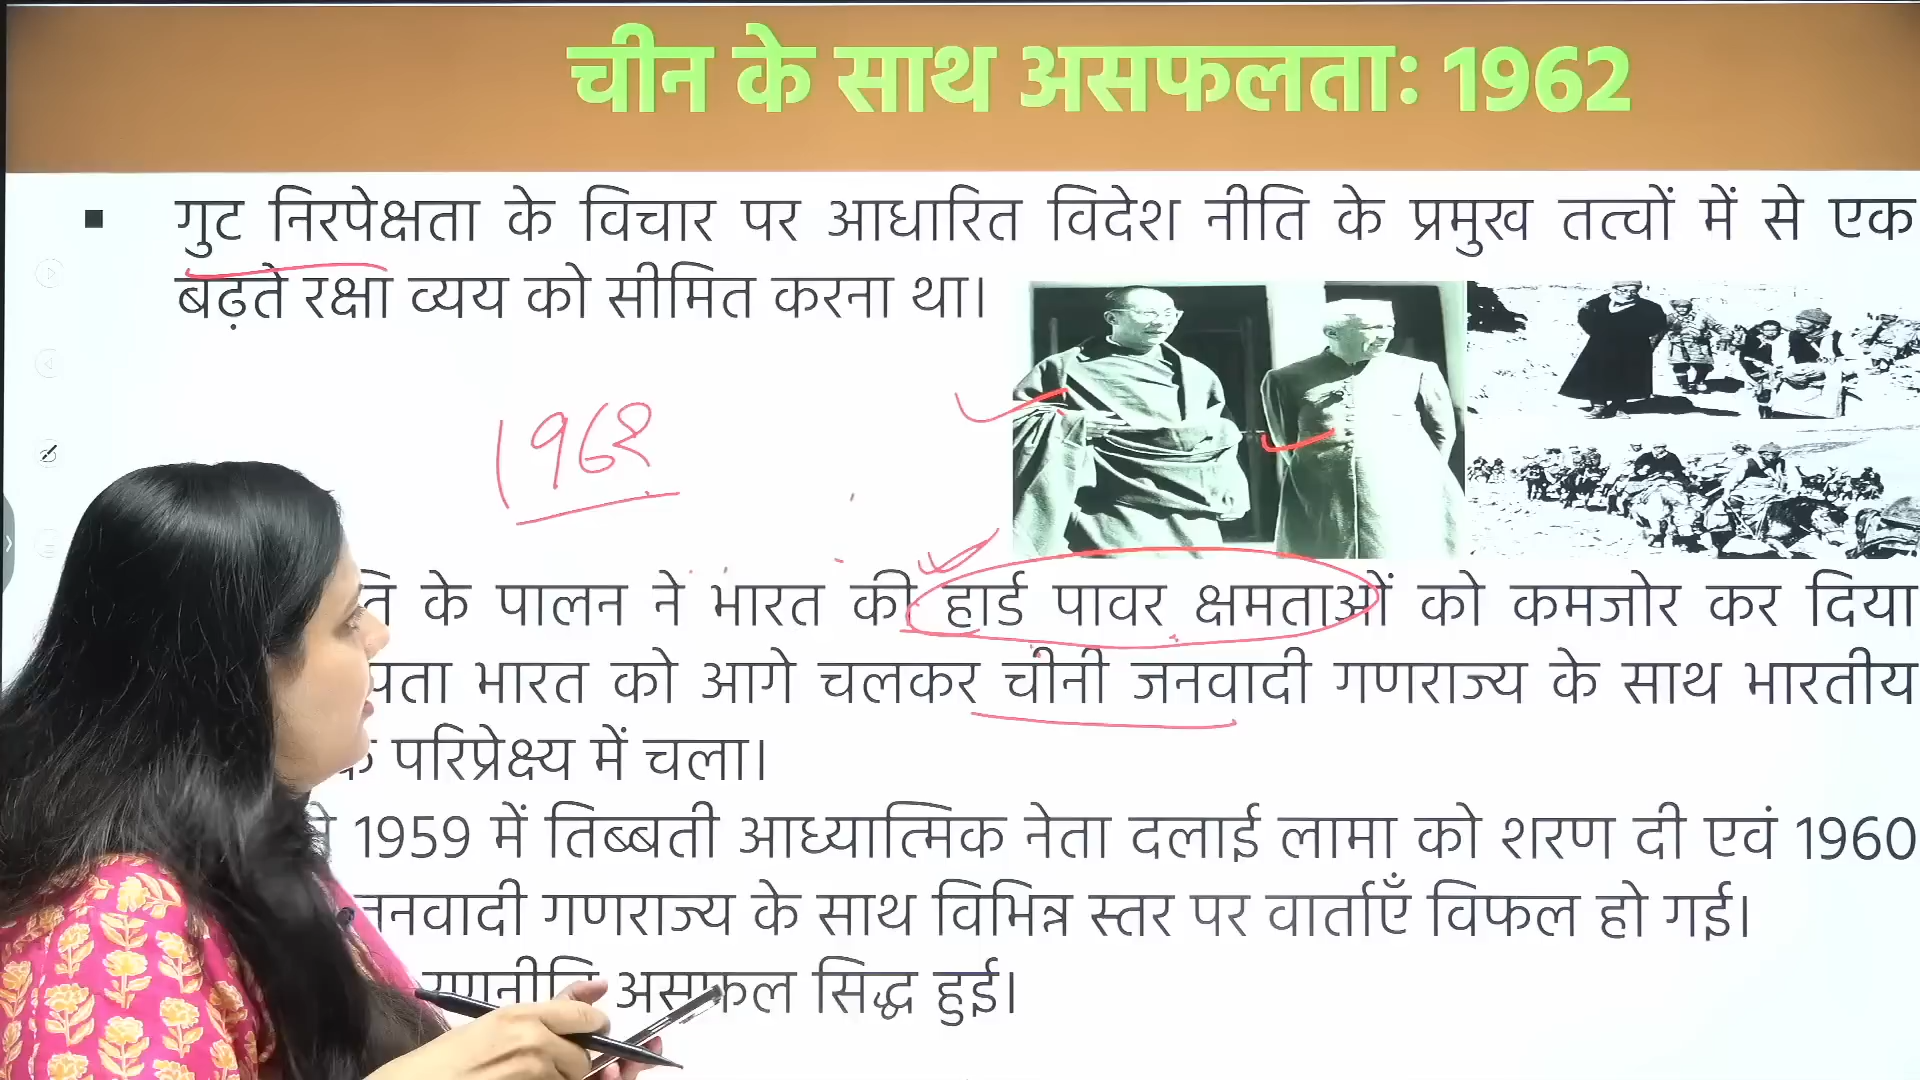 चीन के साथ असफलताः 1962
गुट निरपेक्षता के विचार पर आधारित विदेश नीति के प्रमुख तत्वों में से एक
बढ़ते रक्षा व्यय को सीमित करना था।
के पालन ने भारत की हार्ड पावर क्षमताओं को कमजोर कर दिया
भारत को आगे चलकर चीनी जनवादी गणराज्य के साथ भारतीय
परिप्रेक्ष्य में चला।
1959 में तिब्बती आध्यात्मिक नेता दलाई लामा को शरण दी एवं 1960
गणराज्य के साथ विभिन्न स्तर पर वार्ताएँ विफल हो गई।
असफल सिद्ध हुई।